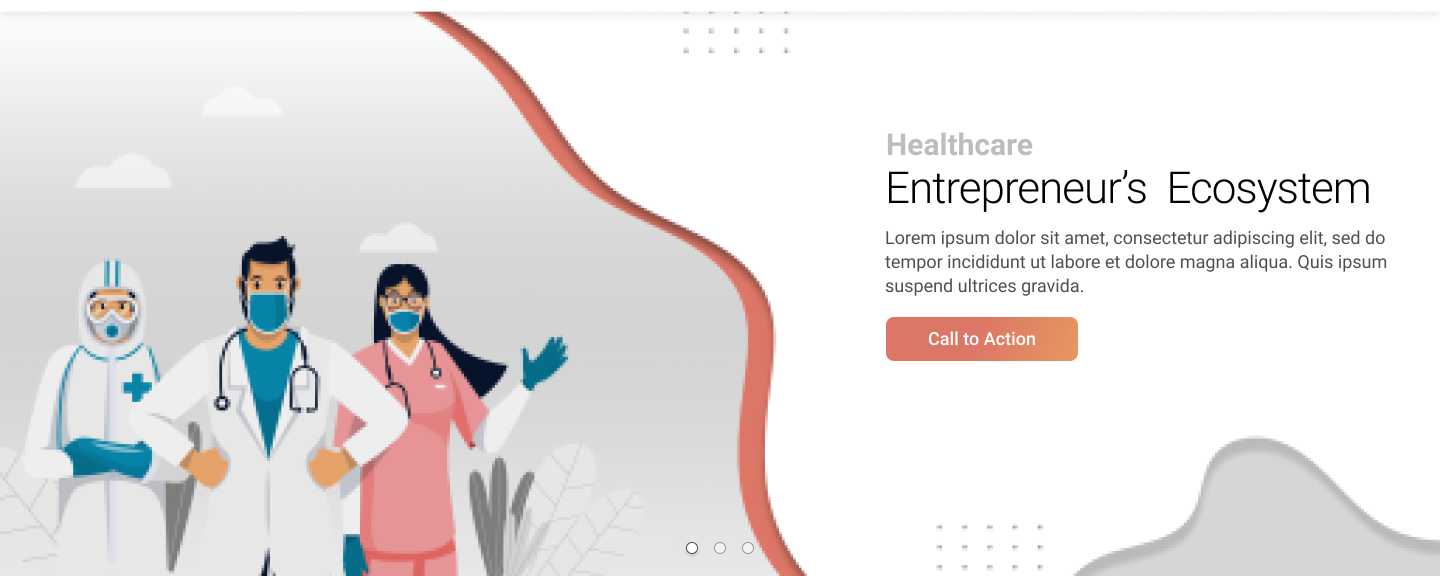 Healthcare
Entrepreneur’s Ecosystem
Lorem ipsum dolor sit amet, consectetur adipiscing elit, sed do
tempor incididunt ut labore et dolore magna aliqua. Quis ipsum
suspend ultrices gravida.
Call to Action